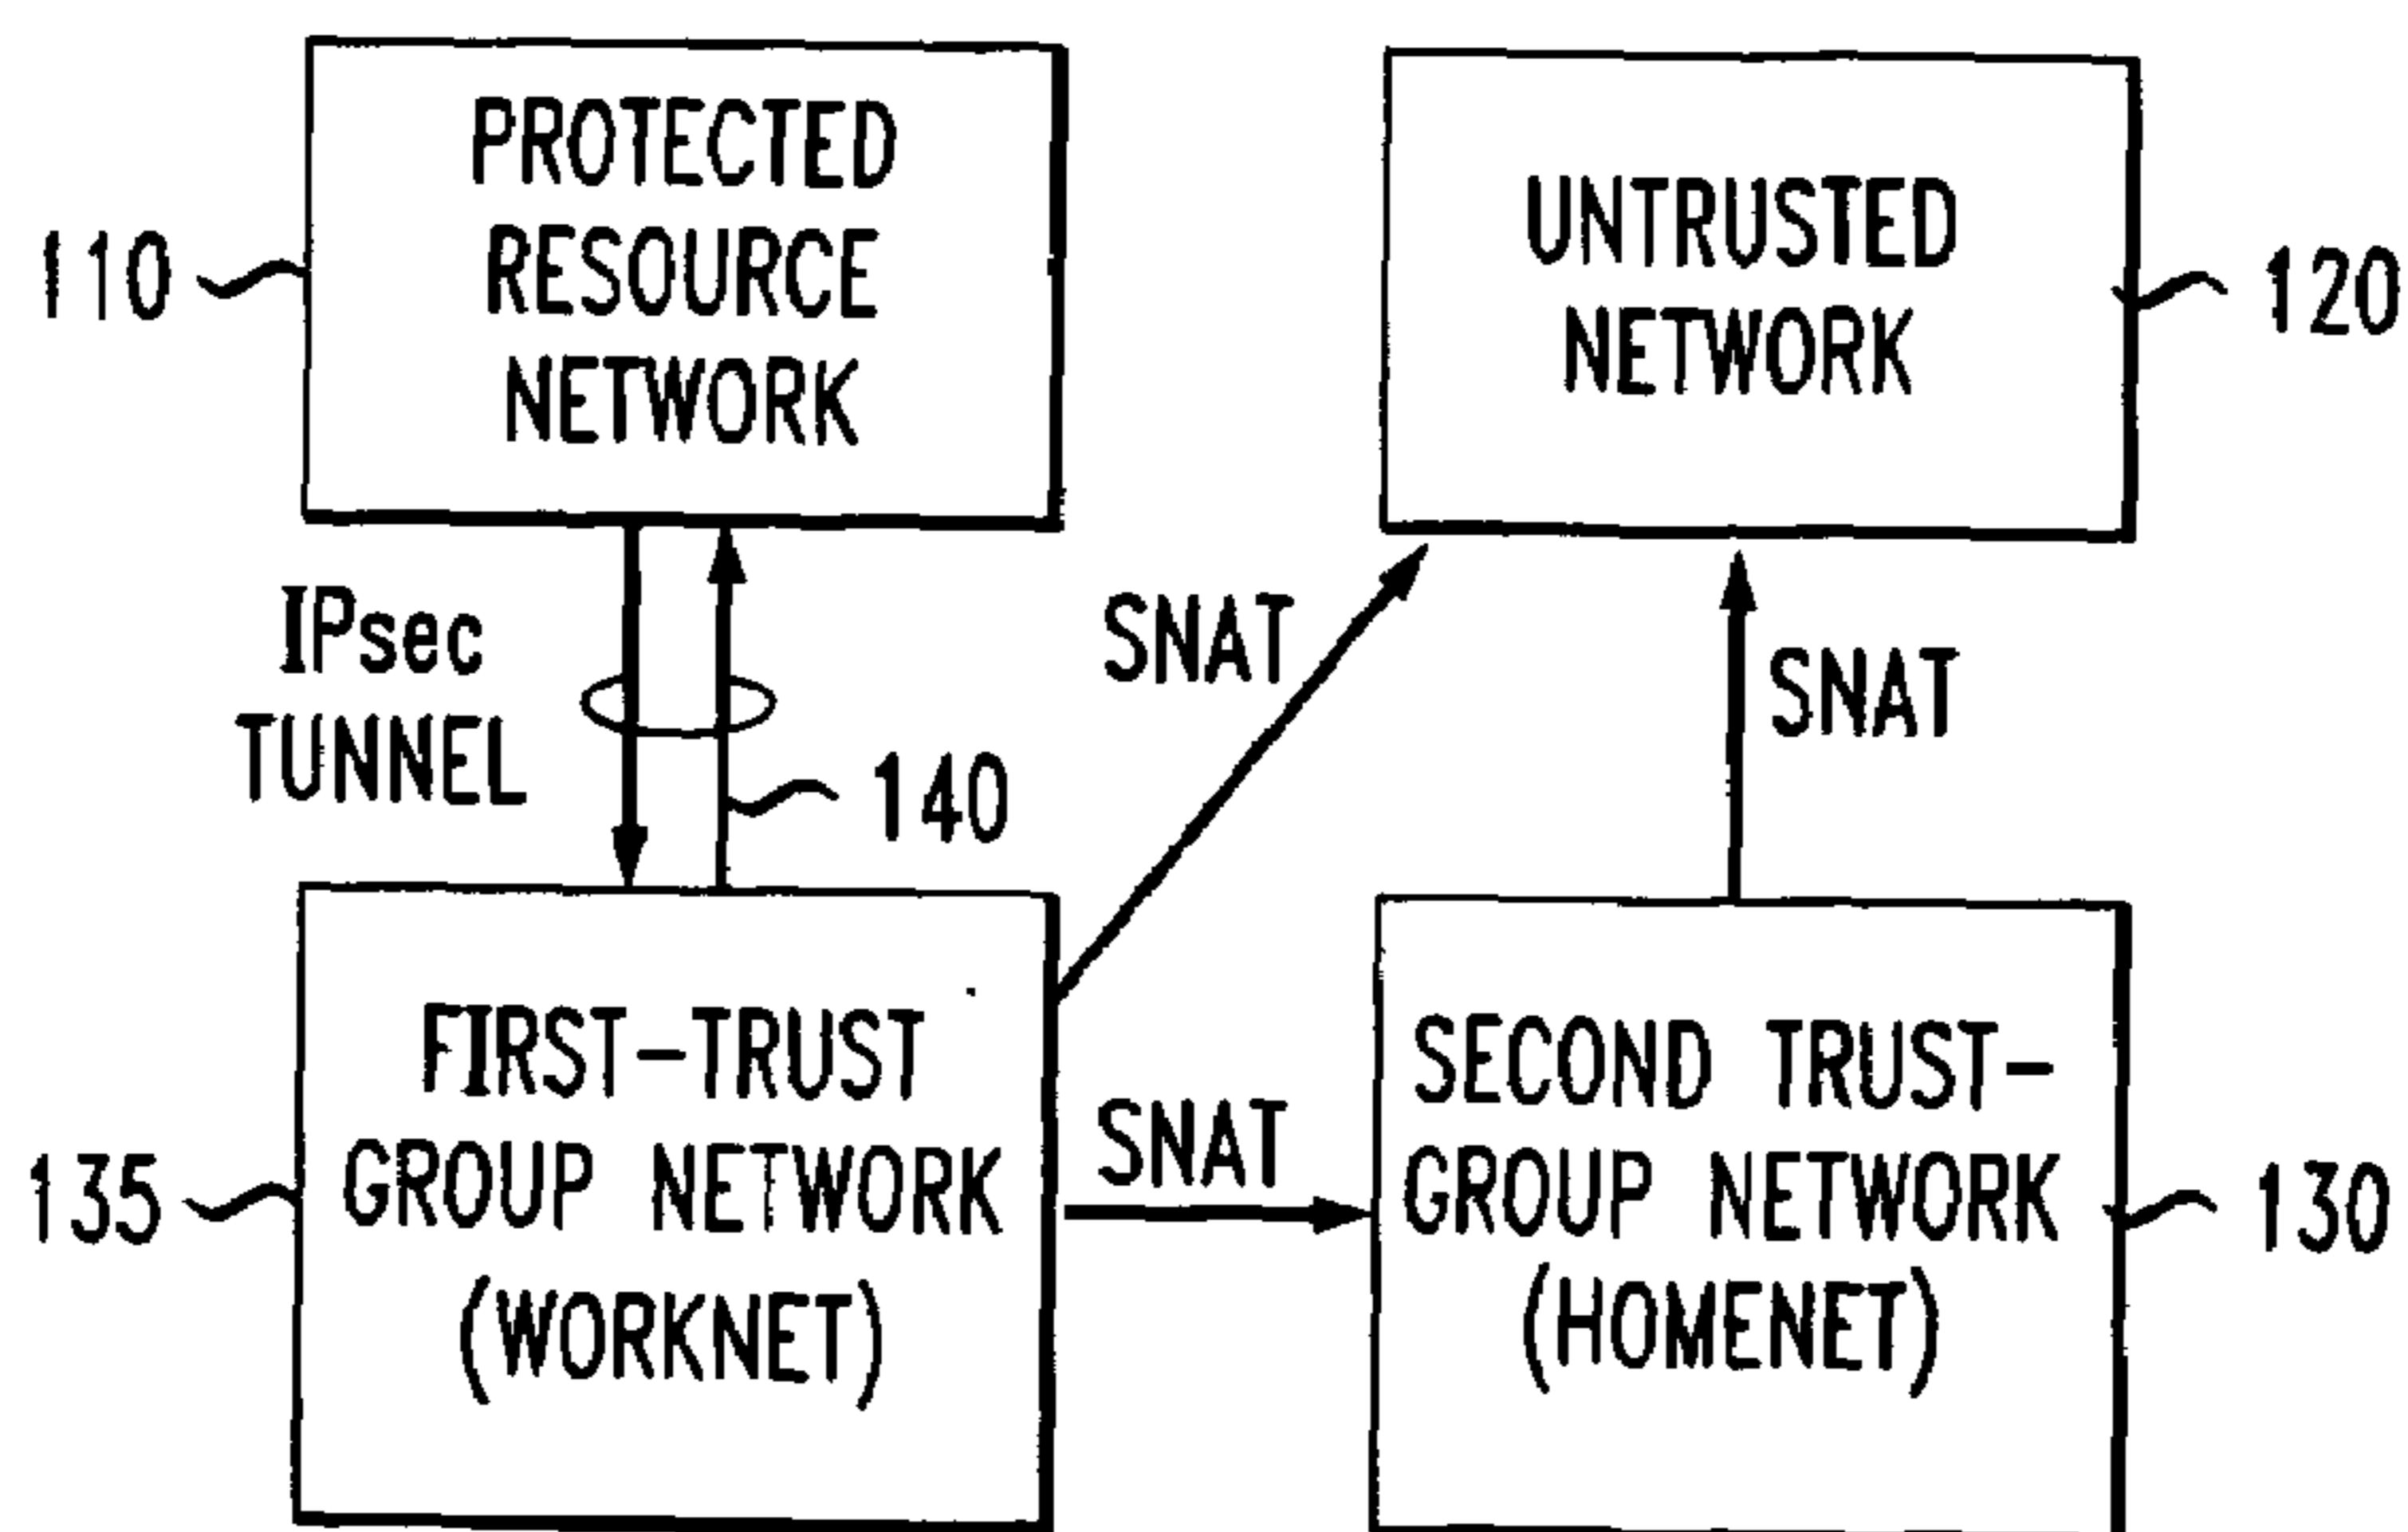 PROTECTED
RESOURCE
NETWORK
110
UNTRUSTED
NETWORK
120
IPsec
TUNNEL
140
SNAT
SNAT
FIRST-TRUST
GROUP NETWORK
(WORKNET)
135
SNAT
SECOND TRUST-
GROUP NETWORK
(HOMENET)
130